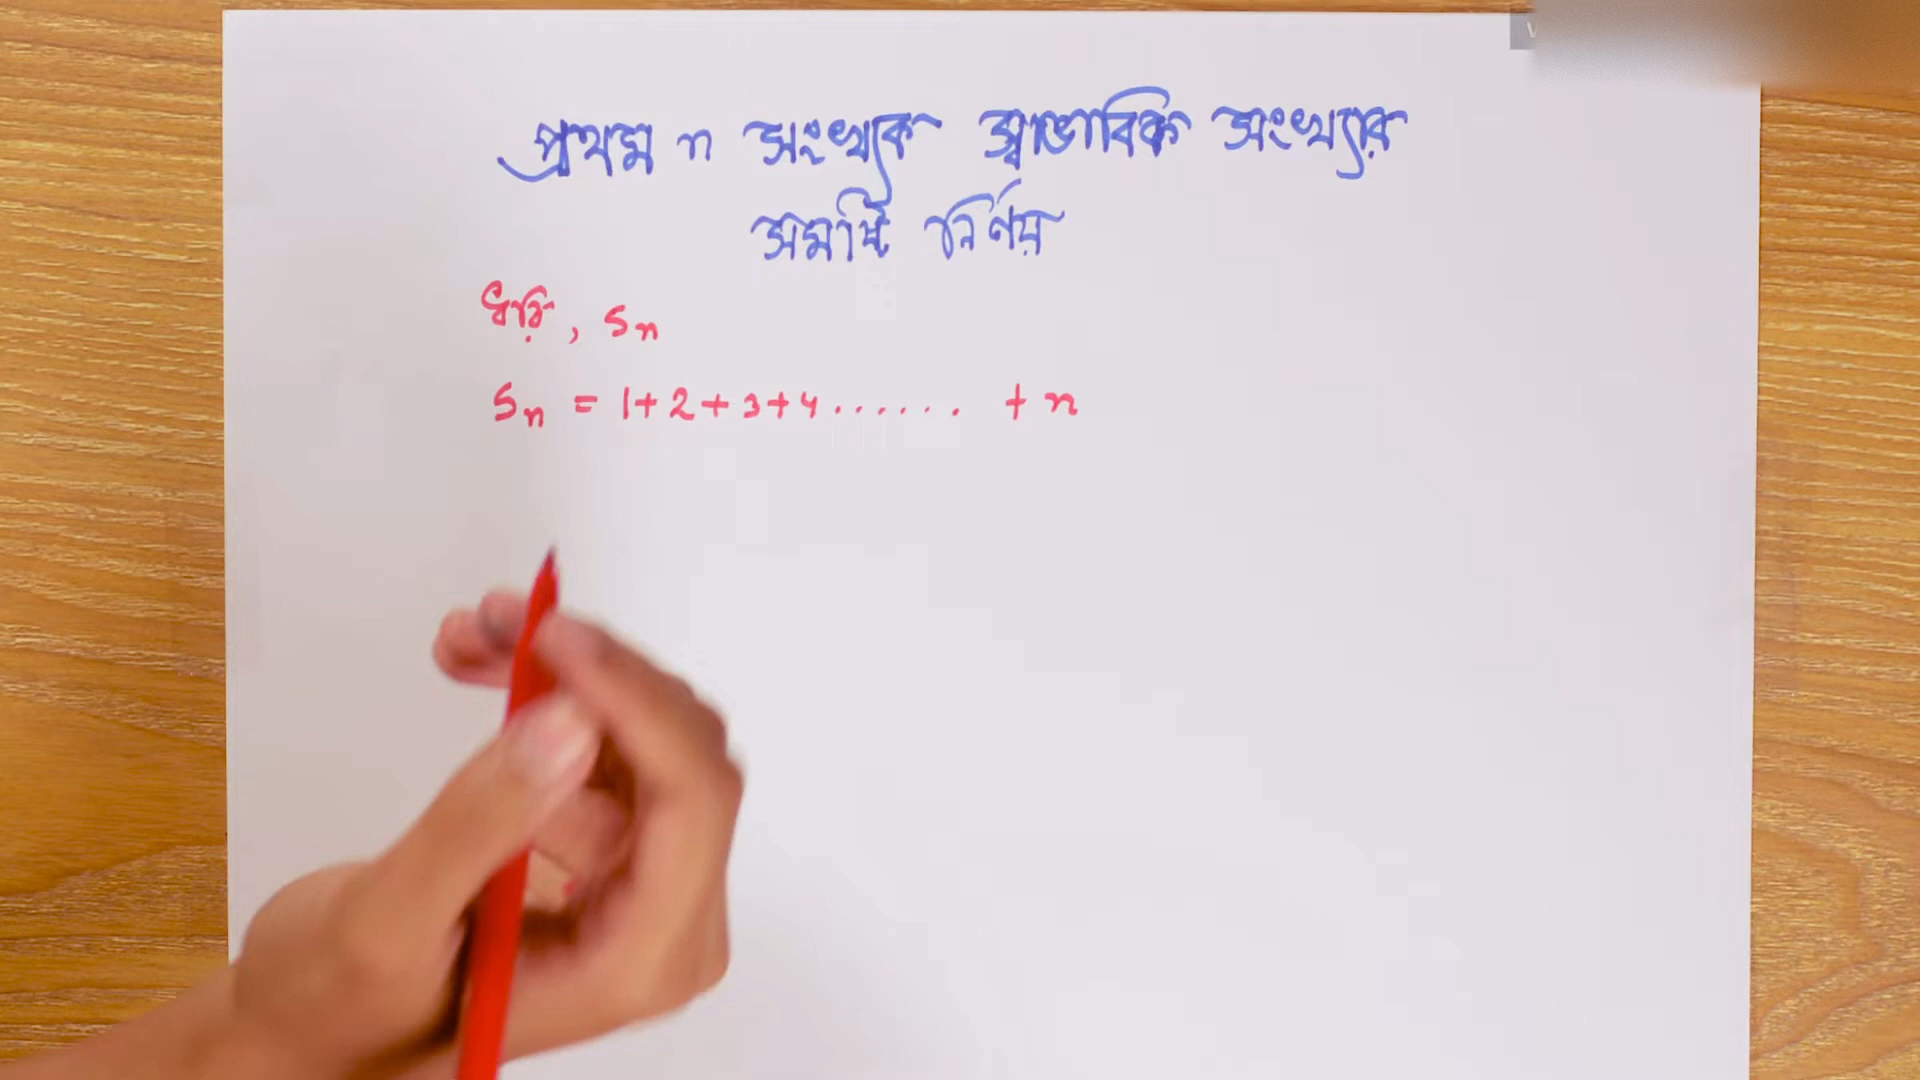 প্রথম n সংখ্যক স্বাভাবিক সংখ্যার
সমষ্টি নির্ণয়
ধরি, Sn
Sn = 1+2+3+4...... +n